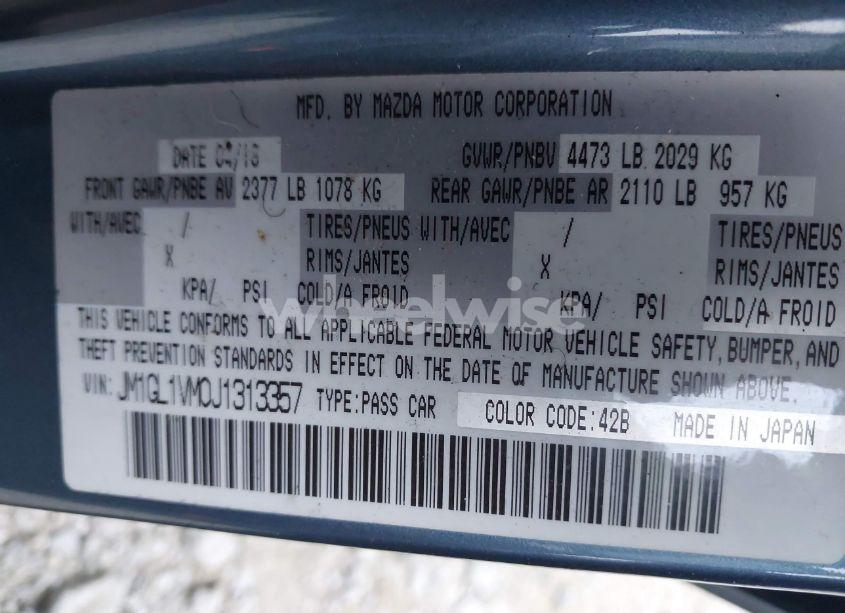 MFD. BY MAZDA MOTOR CORPORATION
DATE GVWR/PNBV 4473 LB 2029 KG
FRONT GAWR/PNBE AV 2377 LB 1078 KG REAR GAWR/PNBE AR 2110 LB 957 KG
WITH/AVEC / TIRES/PNEUS WITH/AVEC / TIRES/PNEUS
X RIMS/JANTES X RIMS/JANTES
KPA/ PSI COLD/A FROID KPA/ PSI COLD/A FROID
wheelwise
THIS VEHICLE CONFORMS TO ALL APPLICABLE FEDERAL MOTOR VEHICLE SAFETY, BUMPER, AND
THEFT PREVENTION STANDARDS IN EFFECT ON THE DATE OF MANUFACTURE SHOWN ABOVE.
VIN: JM1GL1VM0J1313357 TYPE:PASS CAR COLOR CODE:42B MADE IN JAPAN